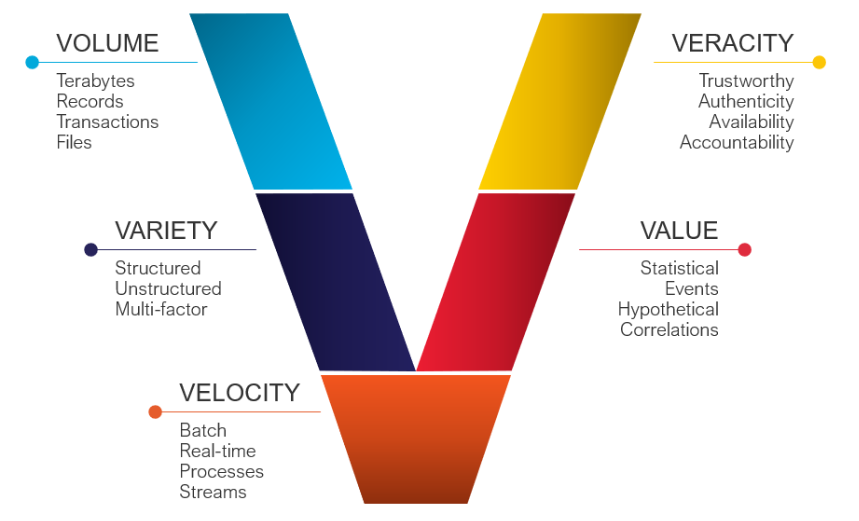 VOLUME
Terabytes
Records
Transactions
Files
VERACITY
Trustworthy
Authenticity
Availability
Accountability
VARIETY
Structured
Unstructured
Multi-factor
VALUE
Statistical
Events
Hypothetical
Correlations
VELOCITY
Batch
Real-time
Processes
Streams